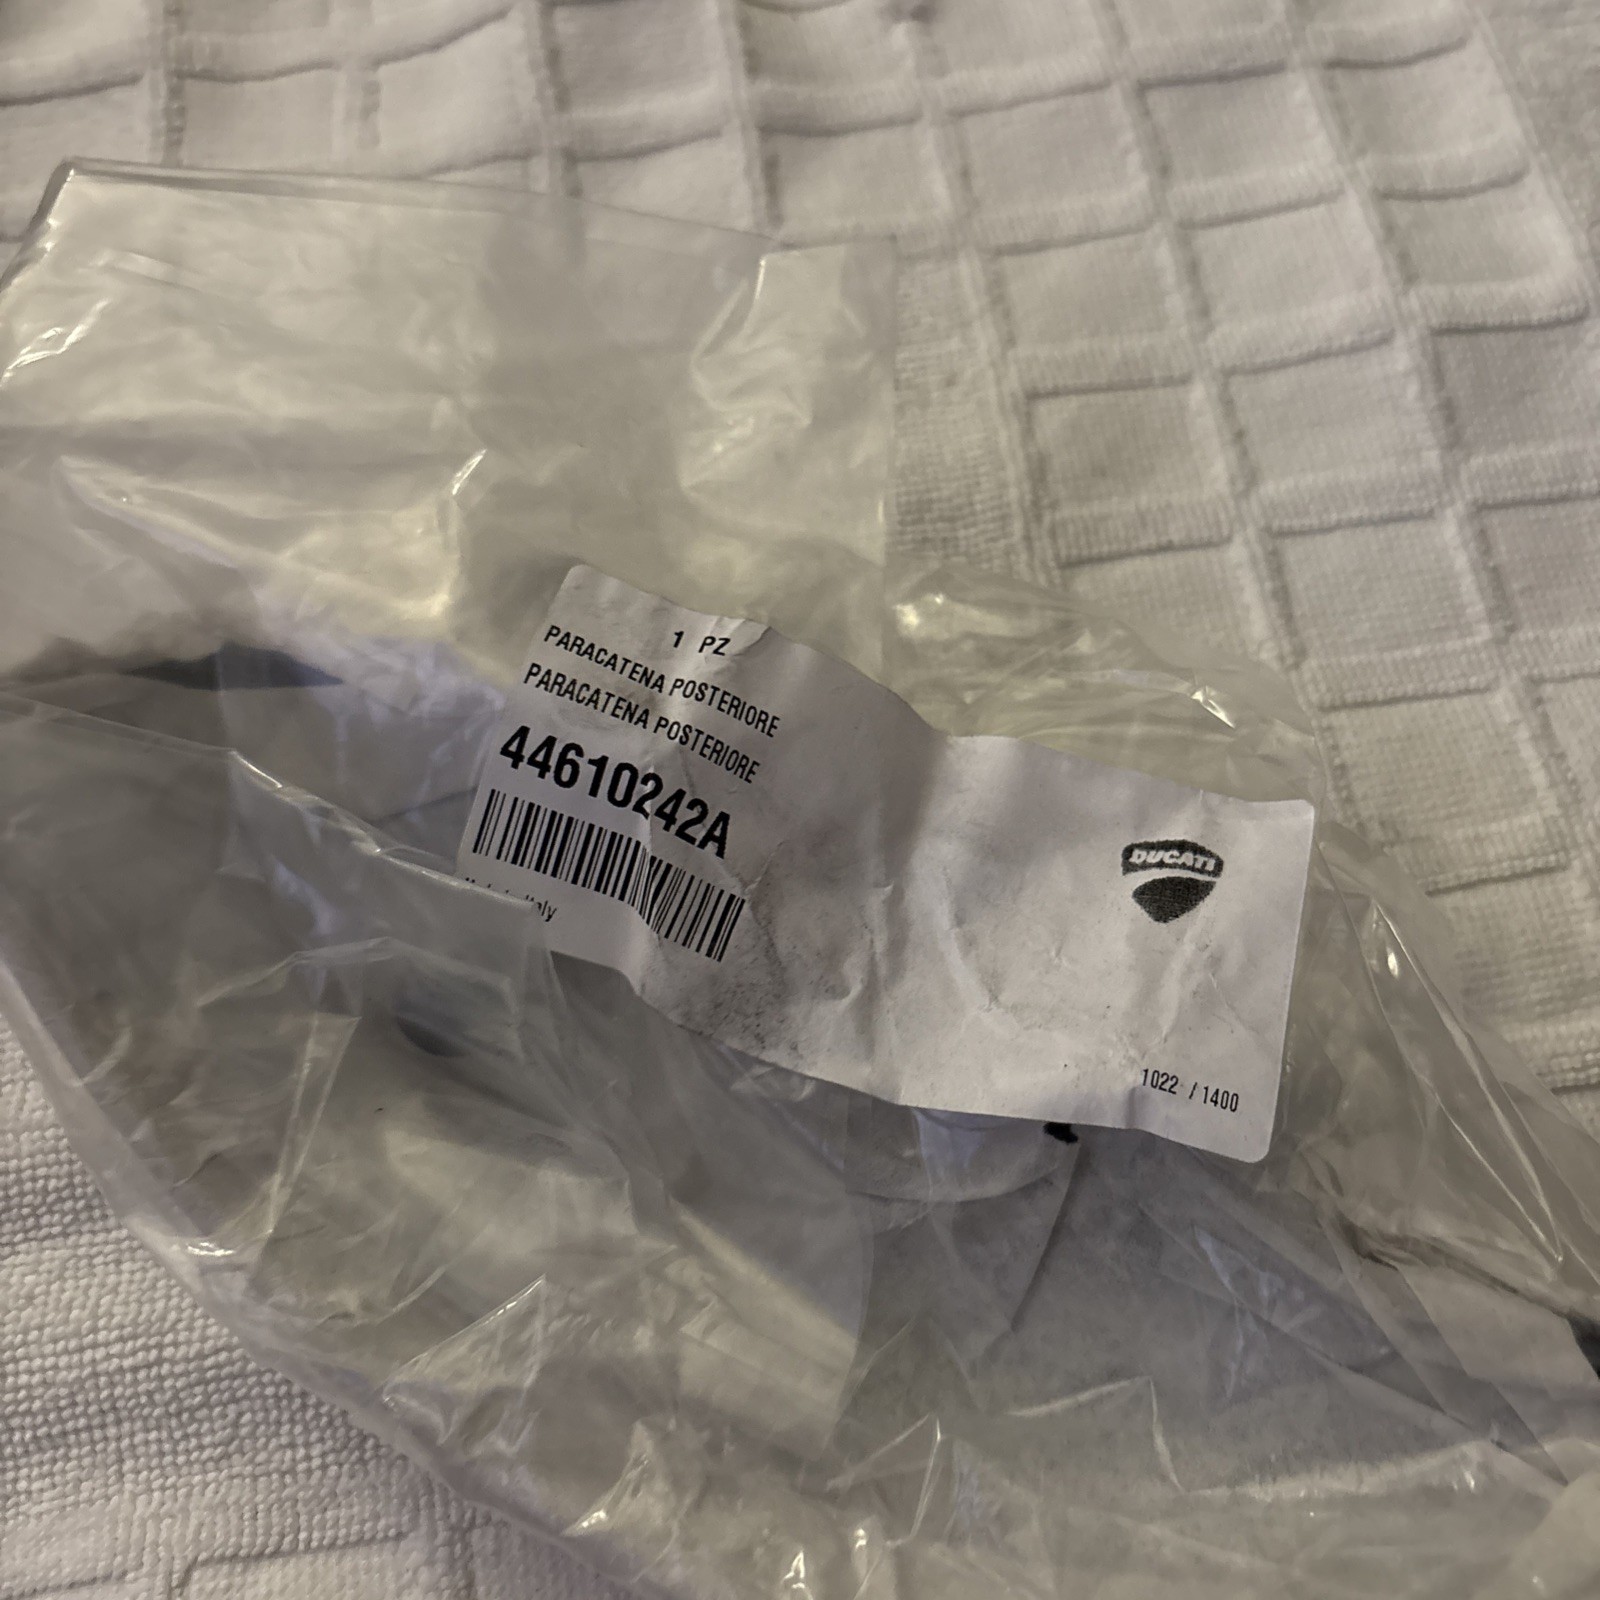 1 PZ
PARACATENA POSTERIORE
PARACATENA POSTERIORE
44610242A
DUCATI
1022 / 1400